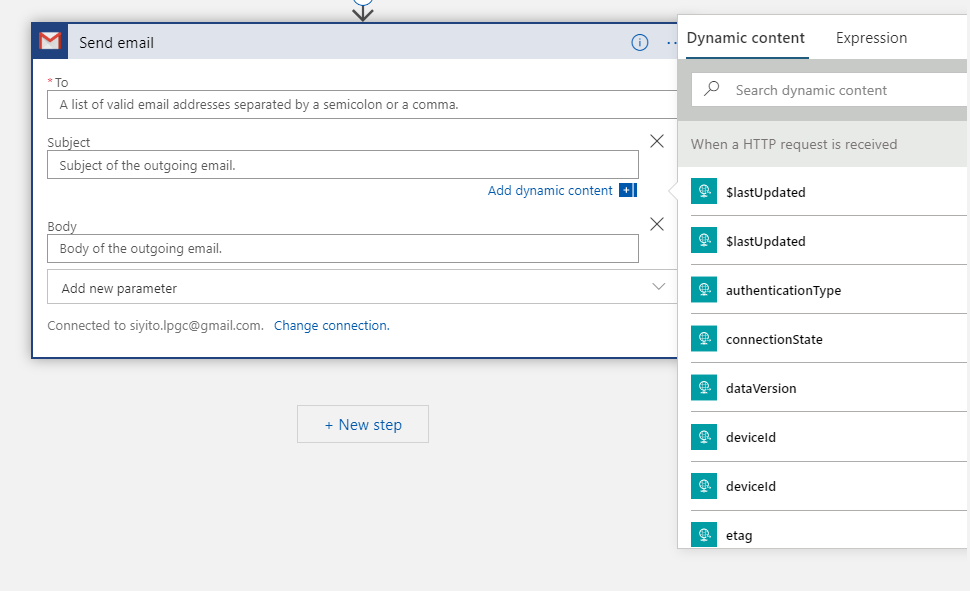 Send email
* To
A list of valid email addresses separated by a semicolon or a comma.
Subject
Subject of the outgoing email.
Add dynamic content
Body
Body of the outgoing email.
Add new parameter
Connected to siyito.lpgc@gmail.com. Change connection.
+ New step
Dynamic content Expression
Search dynamic content
When a HTTP request is received
$lastUpdated
$lastUpdated
authenticationType
connectionState
dataVersion
deviceId
deviceId
etag